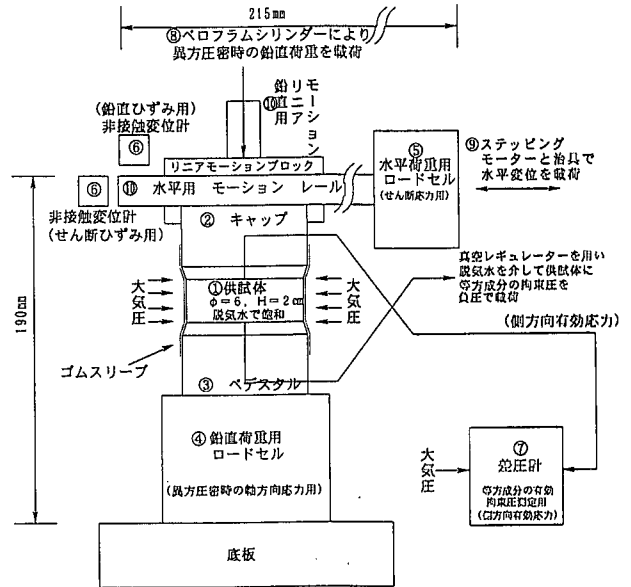 215mm
⑧ベロフラムシリンダーにより
異方圧密時の鉛直荷重を載荷
⑩リニアモーション
鉛直用
(鉛直ひずみ用)
非接触変位計
⑥
リニアモーションブロック
⑥
⑩ 水平用 モーション レール
非接触変位計
(せん断ひずみ用)
⑤
水平荷重用
ロードセル
(せん断応力用)
⑨ステッピング
モーターと治具で
水平変位を載荷
② キャップ
190mm
大気圧
①供試体
φ=6, H=2cm
脱気水で飽和
大気圧
真空レギュレーターを用い
脱気水を介して供試体に
等方成分の拘束圧を
負圧で載荷
(側方向有効応力)
ゴムスリーブ
③ ペデスタル
④鉛直荷重用
ロードセル
(異方圧密時の軸方向応力用)
大気圧
⑦
差圧計
等方成分の有効
拘束圧測定用
(側方向有効応力)
底板